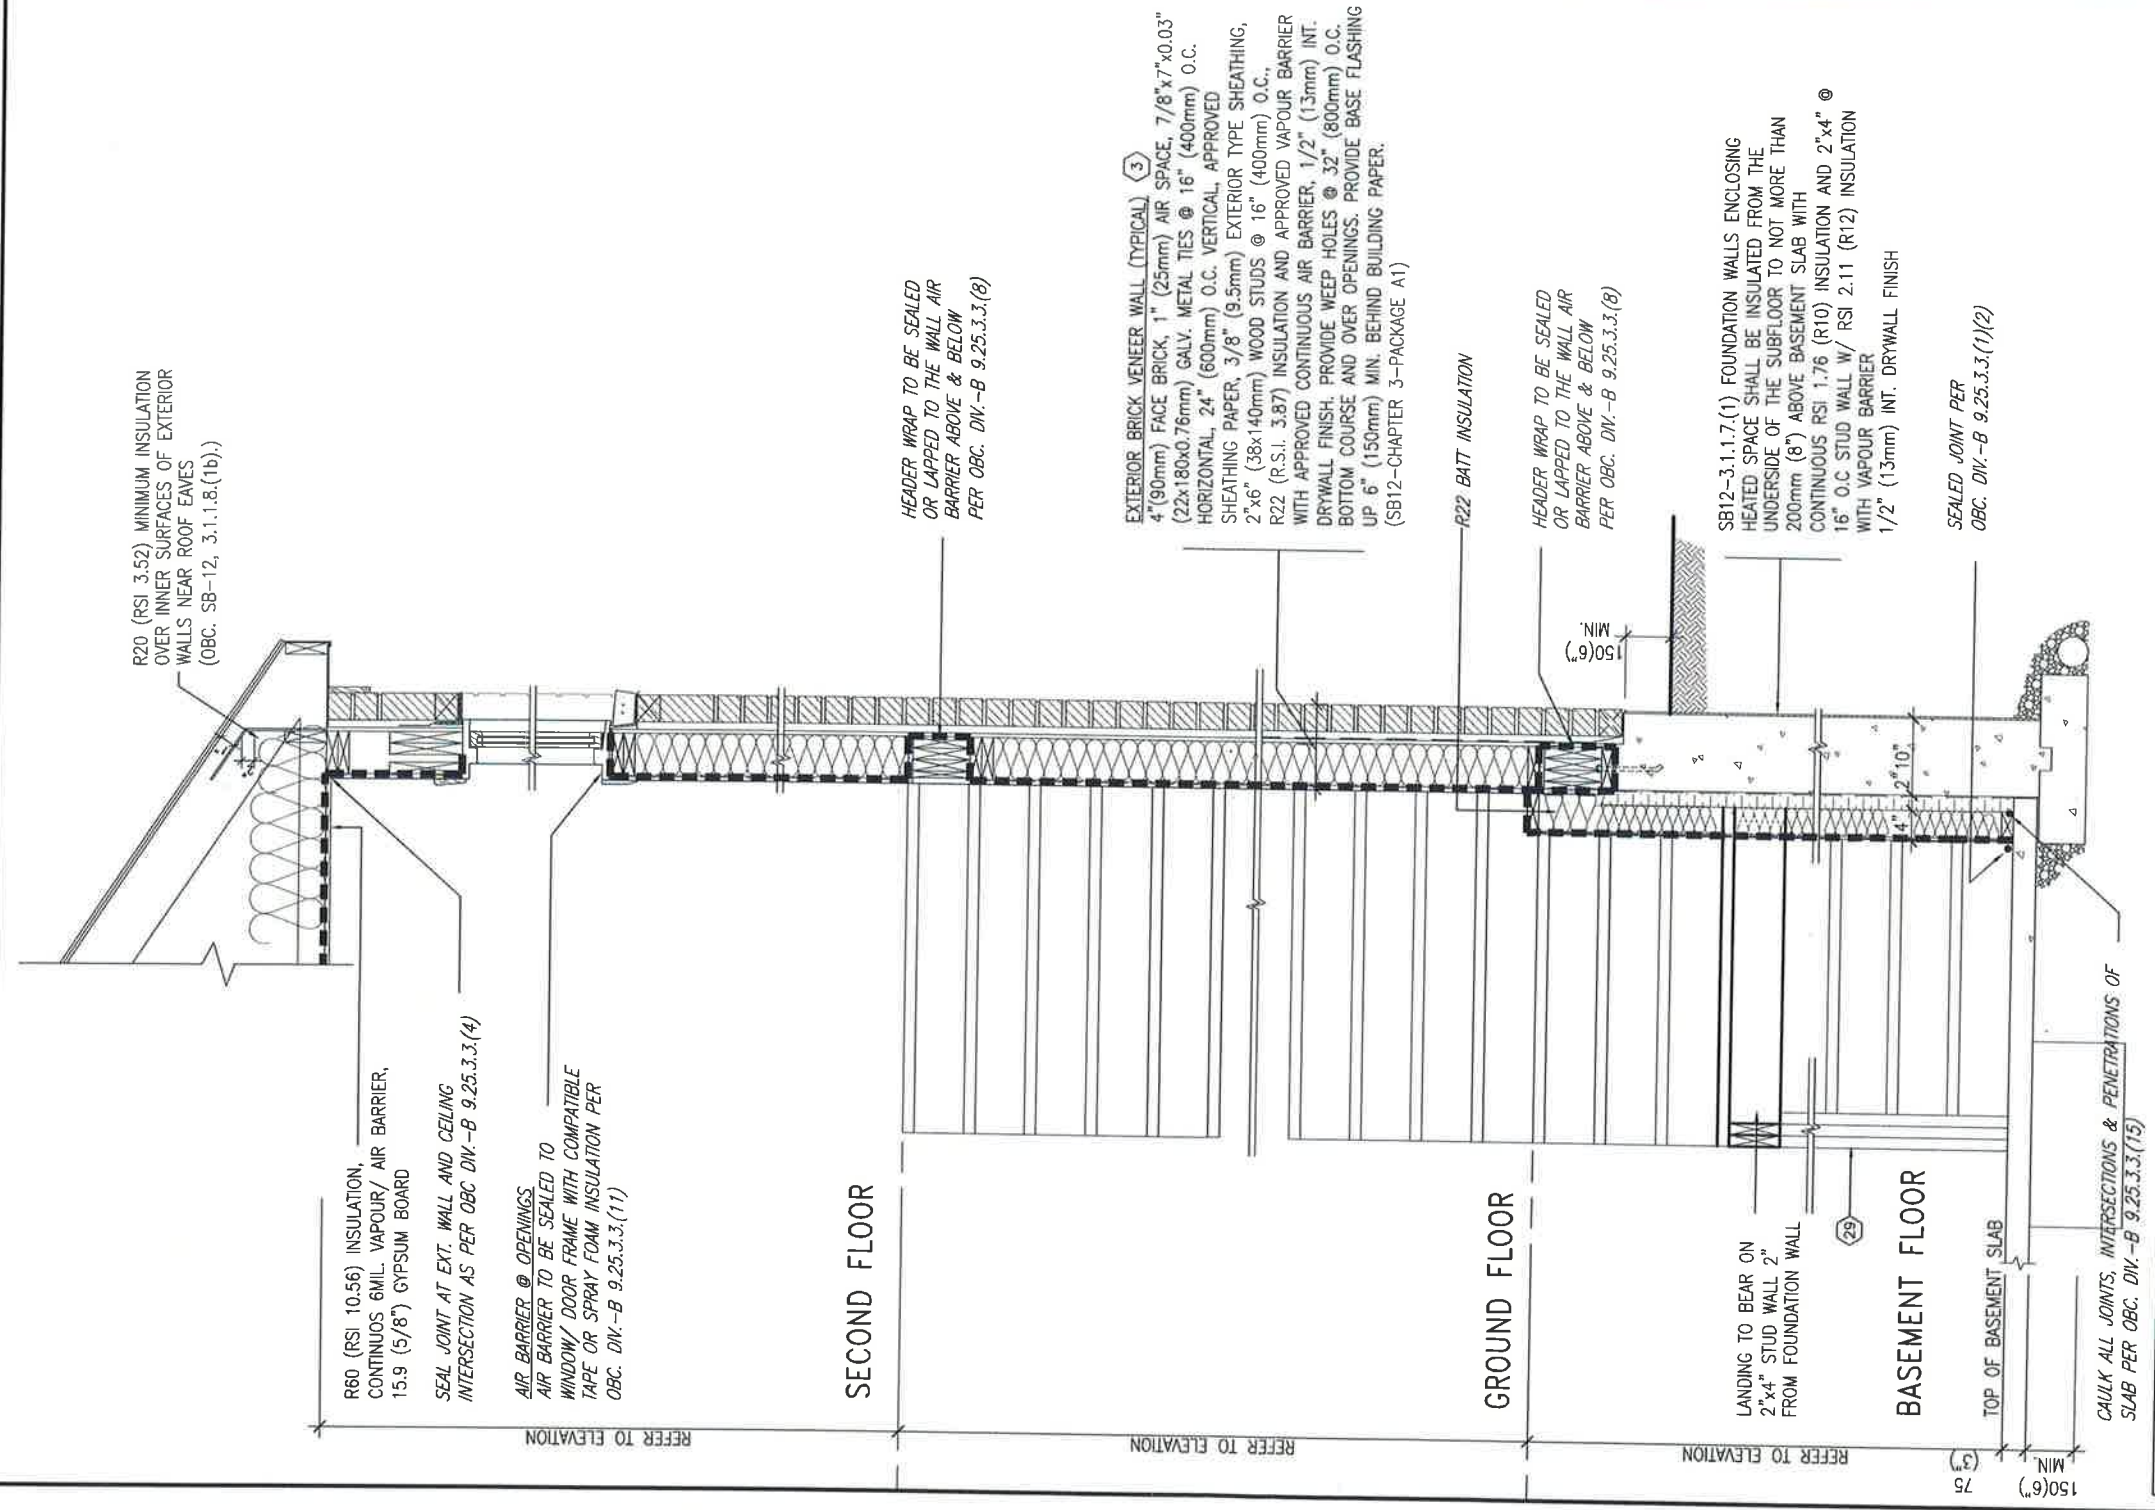 R20 (RSI 3.52) MINIMUM INSULATION
OVER INNER SURFACES OF EXTERIOR
WALLS NEAR ROOF EAVES
(OBC. SB-12, 3.1.1.8.(1b).)
R60 (RSI 10.56) INSULATION,
CONTINUOS 6MIL. VAPOUR/ AIR BARRIER,
15.9 (5/8") GYPSUM BOARD
SEAL JOINT AT EXT. WALL AND CEILING
INTERSECTION AS PER OBC DIV.-B 9.25.3.3.(4)
AIR BARRIER @ OPENINGS
AIR BARRIER TO BE SEALED TO
WINDOW/ DOOR FRAME WITH COMPATIBLE
TAPE OR SPRAY FOAM INSULATION PER
OBC. DIV.-B 9.25.3.3.(11)
HEADER WRAP TO BE SEALED
OR LAPPED TO THE WALL AIR
BARRIER ABOVE & BELOW
PER OBC. DIV.-B 9.25.3.3.(8)
SECOND FLOOR
EXTERIOR BRICK VENEER WALL (TYPICAL) 3
4"(90mm) FACE BRICK, 1" (25mm) AIR SPACE, 7/8"x7"x0.03"
(22x180x0.76mm) GALV. METAL TIES @ 16" (400mm) O.C.
HORIZONTAL, 24" (600mm) O.C. VERTICAL, APPROVED
SHEATHING PAPER, 3/8" (9.5mm) EXTERIOR TYPE SHEATHING,
2"x6" (38x140mm) WOOD STUDS @ 16" (400mm) O.C.,
R22 (R.S.I. 3.87) INSULATION AND APPROVED VAPOUR BARRIER
WITH APPROVED CONTINUOUS AIR BARRIER, 1/2" (13mm) INT.
DRYWALL FINISH. PROVIDE WEEP HOLES @ 32" (800mm) O.C.
BOTTOM COURSE AND OVER OPENINGS. PROVIDE BASE FLASHING
UP 6" (150mm) MIN. BEHIND BUILDING PAPER.
(SB12-CHAPTER 3-PACKAGE A1)
R22 BATT INSULATION
GROUND FLOOR
HEADER WRAP TO BE SEALED
OR LAPPED TO THE WALL AIR
BARRIER ABOVE & BELOW
PER OBC. DIV.-B 9.25.3.3.(8)
150(6")
MIN.
SB12-3.1.1.7.(1) FOUNDATION WALLS ENCLOSING
HEATED SPACE SHALL BE INSULATED FROM THE
UNDERSIDE OF THE SUBFLOOR TO NOT MORE THAN
200mm (8") ABOVE BASEMENT SLAB WITH
CONTINUOUS RSI 1.76 (R10) INSULATION AND 2"x4" @
16" O.C STUD WALL W/ RSI 2.11 (R12) INSULATION
WITH VAPOUR BARRIER
1/2" (13mm) INT. DRYWALL FINISH
4"
2"
10"
LANDING TO BEAR ON
2"x4" STUD WALL 2"
FROM FOUNDATION WALL
29
BASEMENT FLOOR
SEALED JOINT PER
OBC. DIV.-B 9.25.3.3.(1)(2)
TOP OF BASEMENT SLAB
CAULK ALL JOINTS, INTERSECTIONS & PENETRATIONS OF
SLAB PER OBC. DIV.-B 9.25.3.3.(15)
REFER TO ELEVATION
REFER TO ELEVATION
REFER TO ELEVATION
75
(3")
150(6")
MIN.